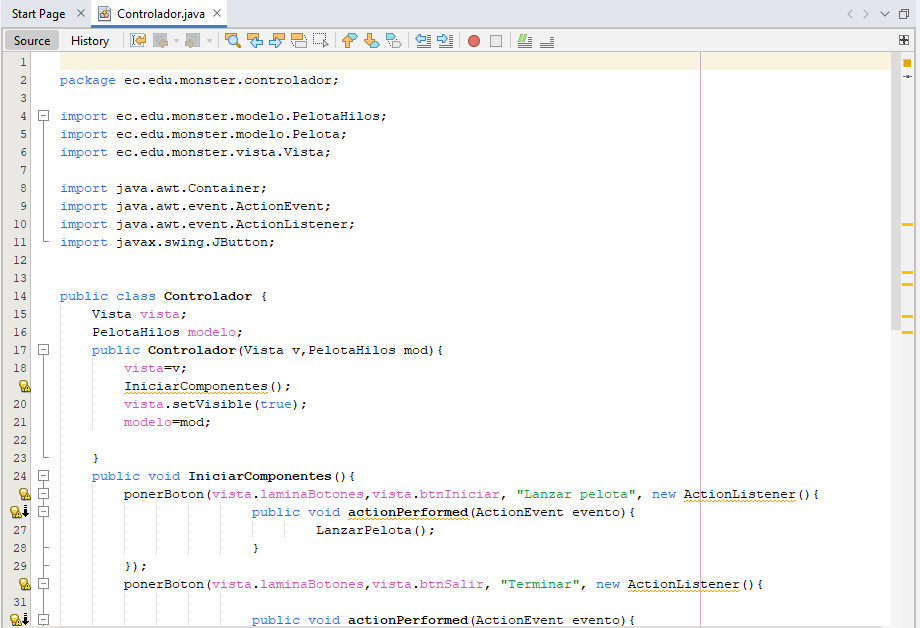 Start Page Controlador.java
Source History
1
2 package ec.edu.monster.controlador;
3
4 import ec.edu.monster.modelo.PelotaHilos;
5 import ec.edu.monster.modelo.Pelota;
6 import ec.edu.monster.vista.Vista;
7
8 import java.awt.Container;
9 import java.awt.event.ActionEvent;
10 import java.awt.event.ActionListener;
11 import javax.swing.JButton;
12
13
14 public class Controlador {
15 Vista vista;
16 PelotaHilos modelo;
17 public Controlador(Vista v,PelotaHilos mod){
18 vista=v;
IniciarComponentes();
20 vista.setVisible(true);
21 modelo=mod;
22
23 }
24 public void IniciarComponentes(){
ponerBoton(vista.laminaBotones,vista.btnIniciar, "Lanzar pelota", new ActionListener(){
public void actionPerformed(ActionEvent evento){
27 LanzarPelota();
28 }
29 });
ponerBoton(vista.laminaBotones,vista.btnSalir, "Terminar", new ActionListener(){
31
public void actionPerformed(ActionEvent evento){